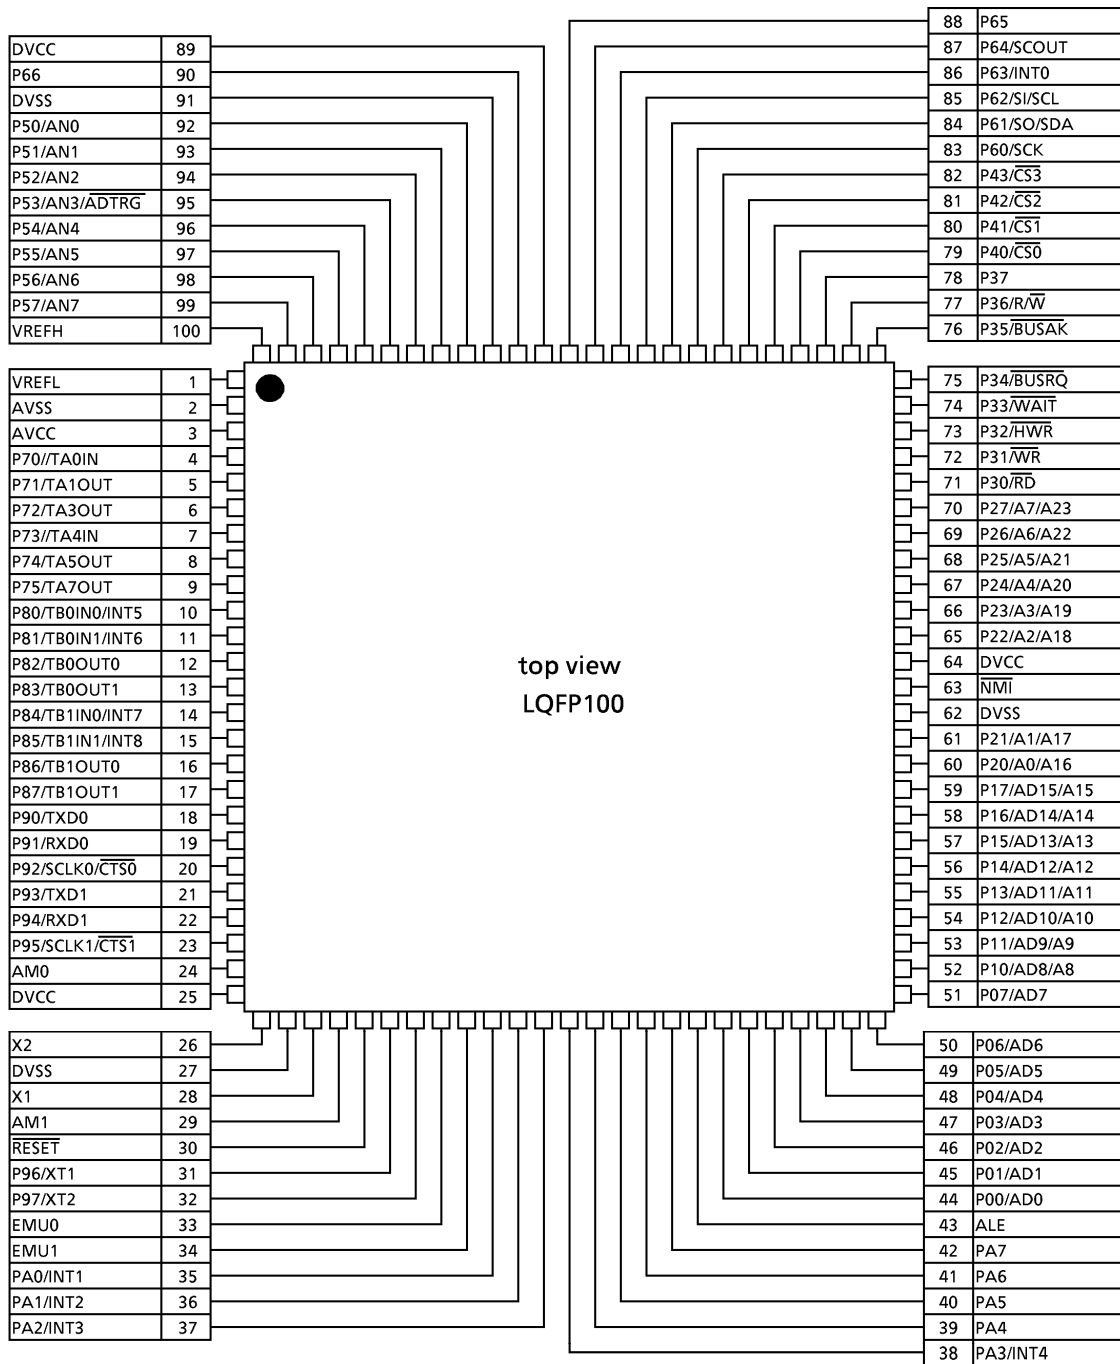 DVCC 89
P66 90
DVSS 91
P50/AN0 92
P51/AN1 93
P52/AN2 94
P53/AN3/A̅D̅T̅R̅G̅ 95
P54/AN4 96
P55/AN5 97
P56/AN6 98
P57/AN7 99
VREFH 100
88 P65
87 P64/SCOUT
86 P63/INT0
85 P62/SI/SCL
84 P61/SO/SDA
83 P60/SCK
82 P43/C̅S̅3̅
81 P42/C̅S̅2̅
80 P41/C̅S̅1̅
79 P40/C̅S̅0̅
78 P37
77 P36/R/W̅
76 P35/B̅U̅S̅A̅K̅
VREFL 1
AVSS 2
AVCC 3
P70//TA0IN 4
P71/TA1OUT 5
P72/TA3OUT 6
P73//TA4IN 7
P74/TA5OUT 8
P75/TA7OUT 9
P80/TB0IN0/INT5 10
P81/TB0IN1/INT6 11
P82/TB0OUT0 12
P83/TB0OUT1 13
P84/TB1IN0/INT7 14
P85/TB1IN1/INT8 15
P86/TB1OUT0 16
P87/TB1OUT1 17
P90/TXD0 18
P91/RXD0 19
P92/SCLK0/C̅T̅S̅0̅ 20
P93/TXD1 21
P94/RXD1 22
P95/SCLK1/C̅T̅S̅1̅ 23
AM0 24
DVCC 25
top view
LQFP100
75 P34/B̅U̅S̅R̅Q̅
74 P33/W̅A̅I̅T̅
73 P32/H̅W̅R̅
72 P31/W̅R̅
71 P30/R̅D̅
70 P27/A7/A23
69 P26/A6/A22
68 P25/A5/A21
67 P24/A4/A20
66 P23/A3/A19
65 P22/A2/A18
64 DVCC
63 N̅M̅I̅
62 DVSS
61 P21/A1/A17
60 P20/A0/A16
59 P17/AD15/A15
58 P16/AD14/A14
57 P15/AD13/A13
56 P14/AD12/A12
55 P13/AD11/A11
54 P12/AD10/A10
53 P11/AD9/A9
52 P10/AD8/A8
51 P07/AD7
X2 26
DVSS 27
X1 28
AM1 29
R̅E̅S̅E̅T̅ 30
P96/XT1 31
P97/XT2 32
EMU0 33
EMU1 34
PA0/INT1 35
PA1/INT2 36
PA2/INT3 37
50 P06/AD6
49 P05/AD5
48 P04/AD4
47 P03/AD3
46 P02/AD2
45 P01/AD1
44 P00/AD0
43 ALE
42 PA7
41 PA6
40 PA5
39 PA4
38 PA3/INT4